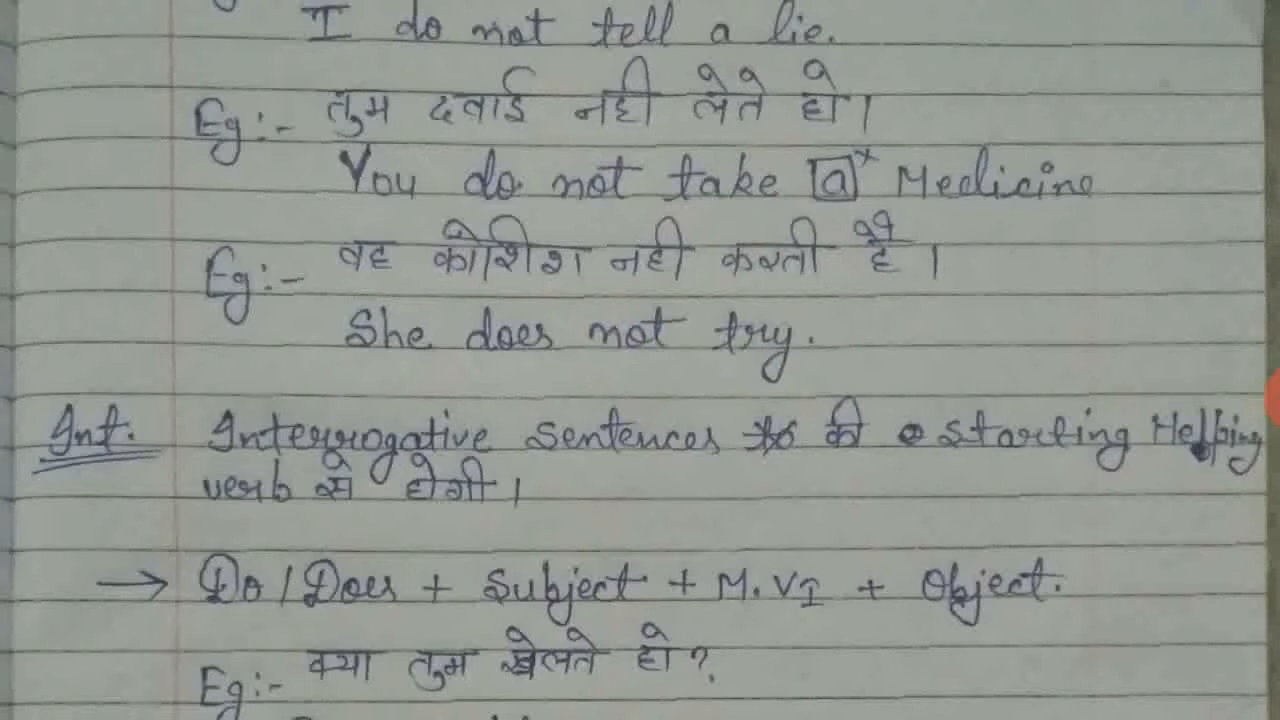 I do not tell a lie.
Eg:- तुम दवाई नही लेते हो।
You do not take a x Medicine
Eg:- वह कोशिश नही करती है।
She does not try.
Int. Interrogative sentences की starting Helping
verb से होगी।
→ Do/Does + Subject + M.VI + Object.
Eg:- क्या तुम खेलते हो?